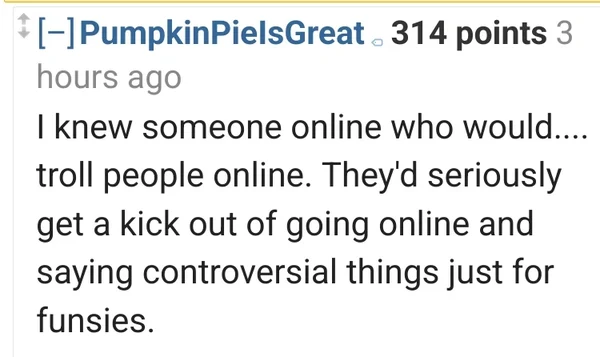 [–]PumpkinPieIsGreat 314 points 3
hours ago
I knew someone online who would....
troll people online. They'd seriously
get a kick out of going online and
saying controversial things just for
funsies.